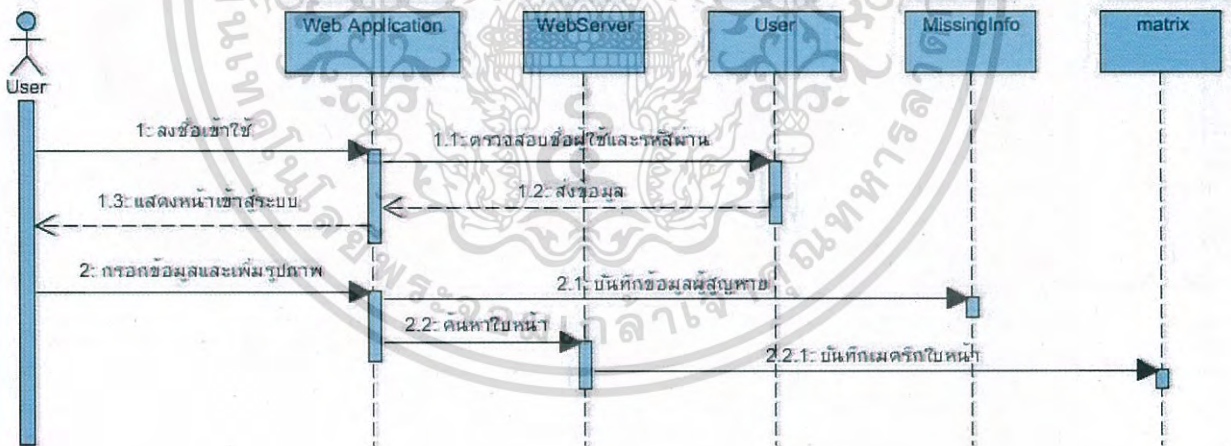 Web Application
WebServer
User
MissingInfo
matrix
User
1: ลงชื่อเข้าใช้
1.1: ตรวจสอบชื่อผู้ใช้และรหัสผ่าน
1.2: ส่งข้อมูล
1.3: แสดงหน้าเข้าสู่ระบบ
2: กรอกข้อมูลและเพิ่มรูปภาพ
2.1: บันทึกข้อมูลผู้สูญหาย
2.2: ค้นหาใบหน้า
2.2.1: บันทึกเมตริกใบหน้า